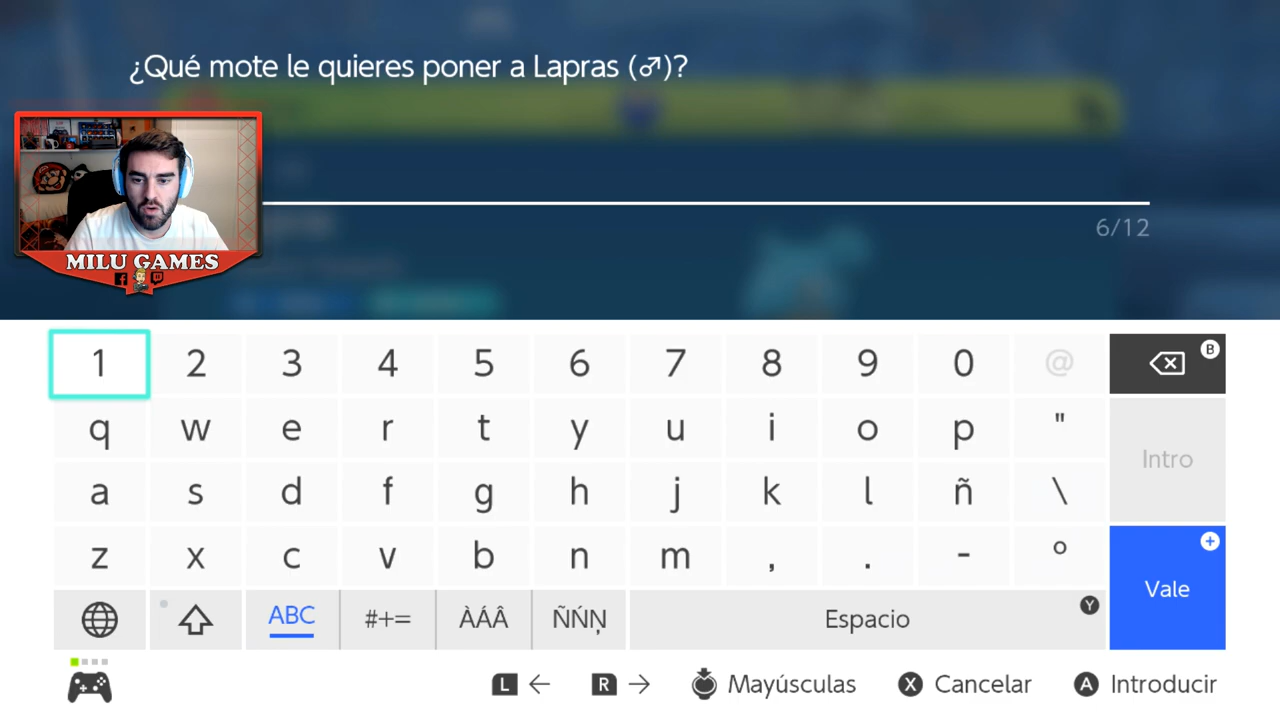 ¿Qué mote le quieres poner a Lapras (♂)?
6/12
MILU GAMES
1 2 3 4 5 6 7 8 9 0 @ B
q w e r t y u i o p " Intro
a s d f g h j k l ñ \
z x c v b n m , . - º + Vale
ABC #+= ÀÁÂ ÑŃŅ Espacio Y
L ← R → Mayúsculas X Cancelar A Introducir